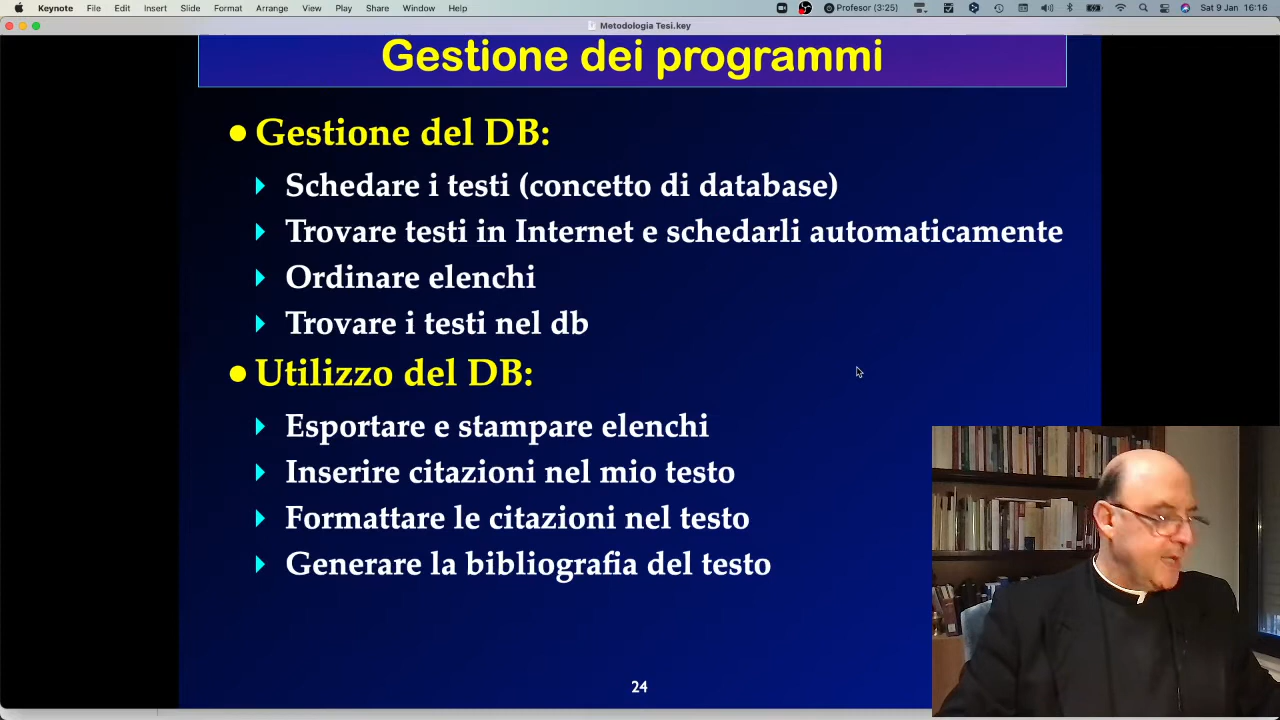 Keynote File Edit Insert Slide Format Arrange View Play Share Window Help Profesor (3:25) Sat 9 Jan 16:16
Metodologia Tesi.key
Gestione dei programmi
Gestione del DB:
Schedare i testi (concetto di database)
Trovare testi in Internet e schedarli automaticamente
Ordinare elenchi
Trovare i testi nel db
Utilizzo del DB:
Esportare e stampare elenchi
Inserire citazioni nel mio testo
Formattare le citazioni nel testo
Generare la bibliografia del testo
24